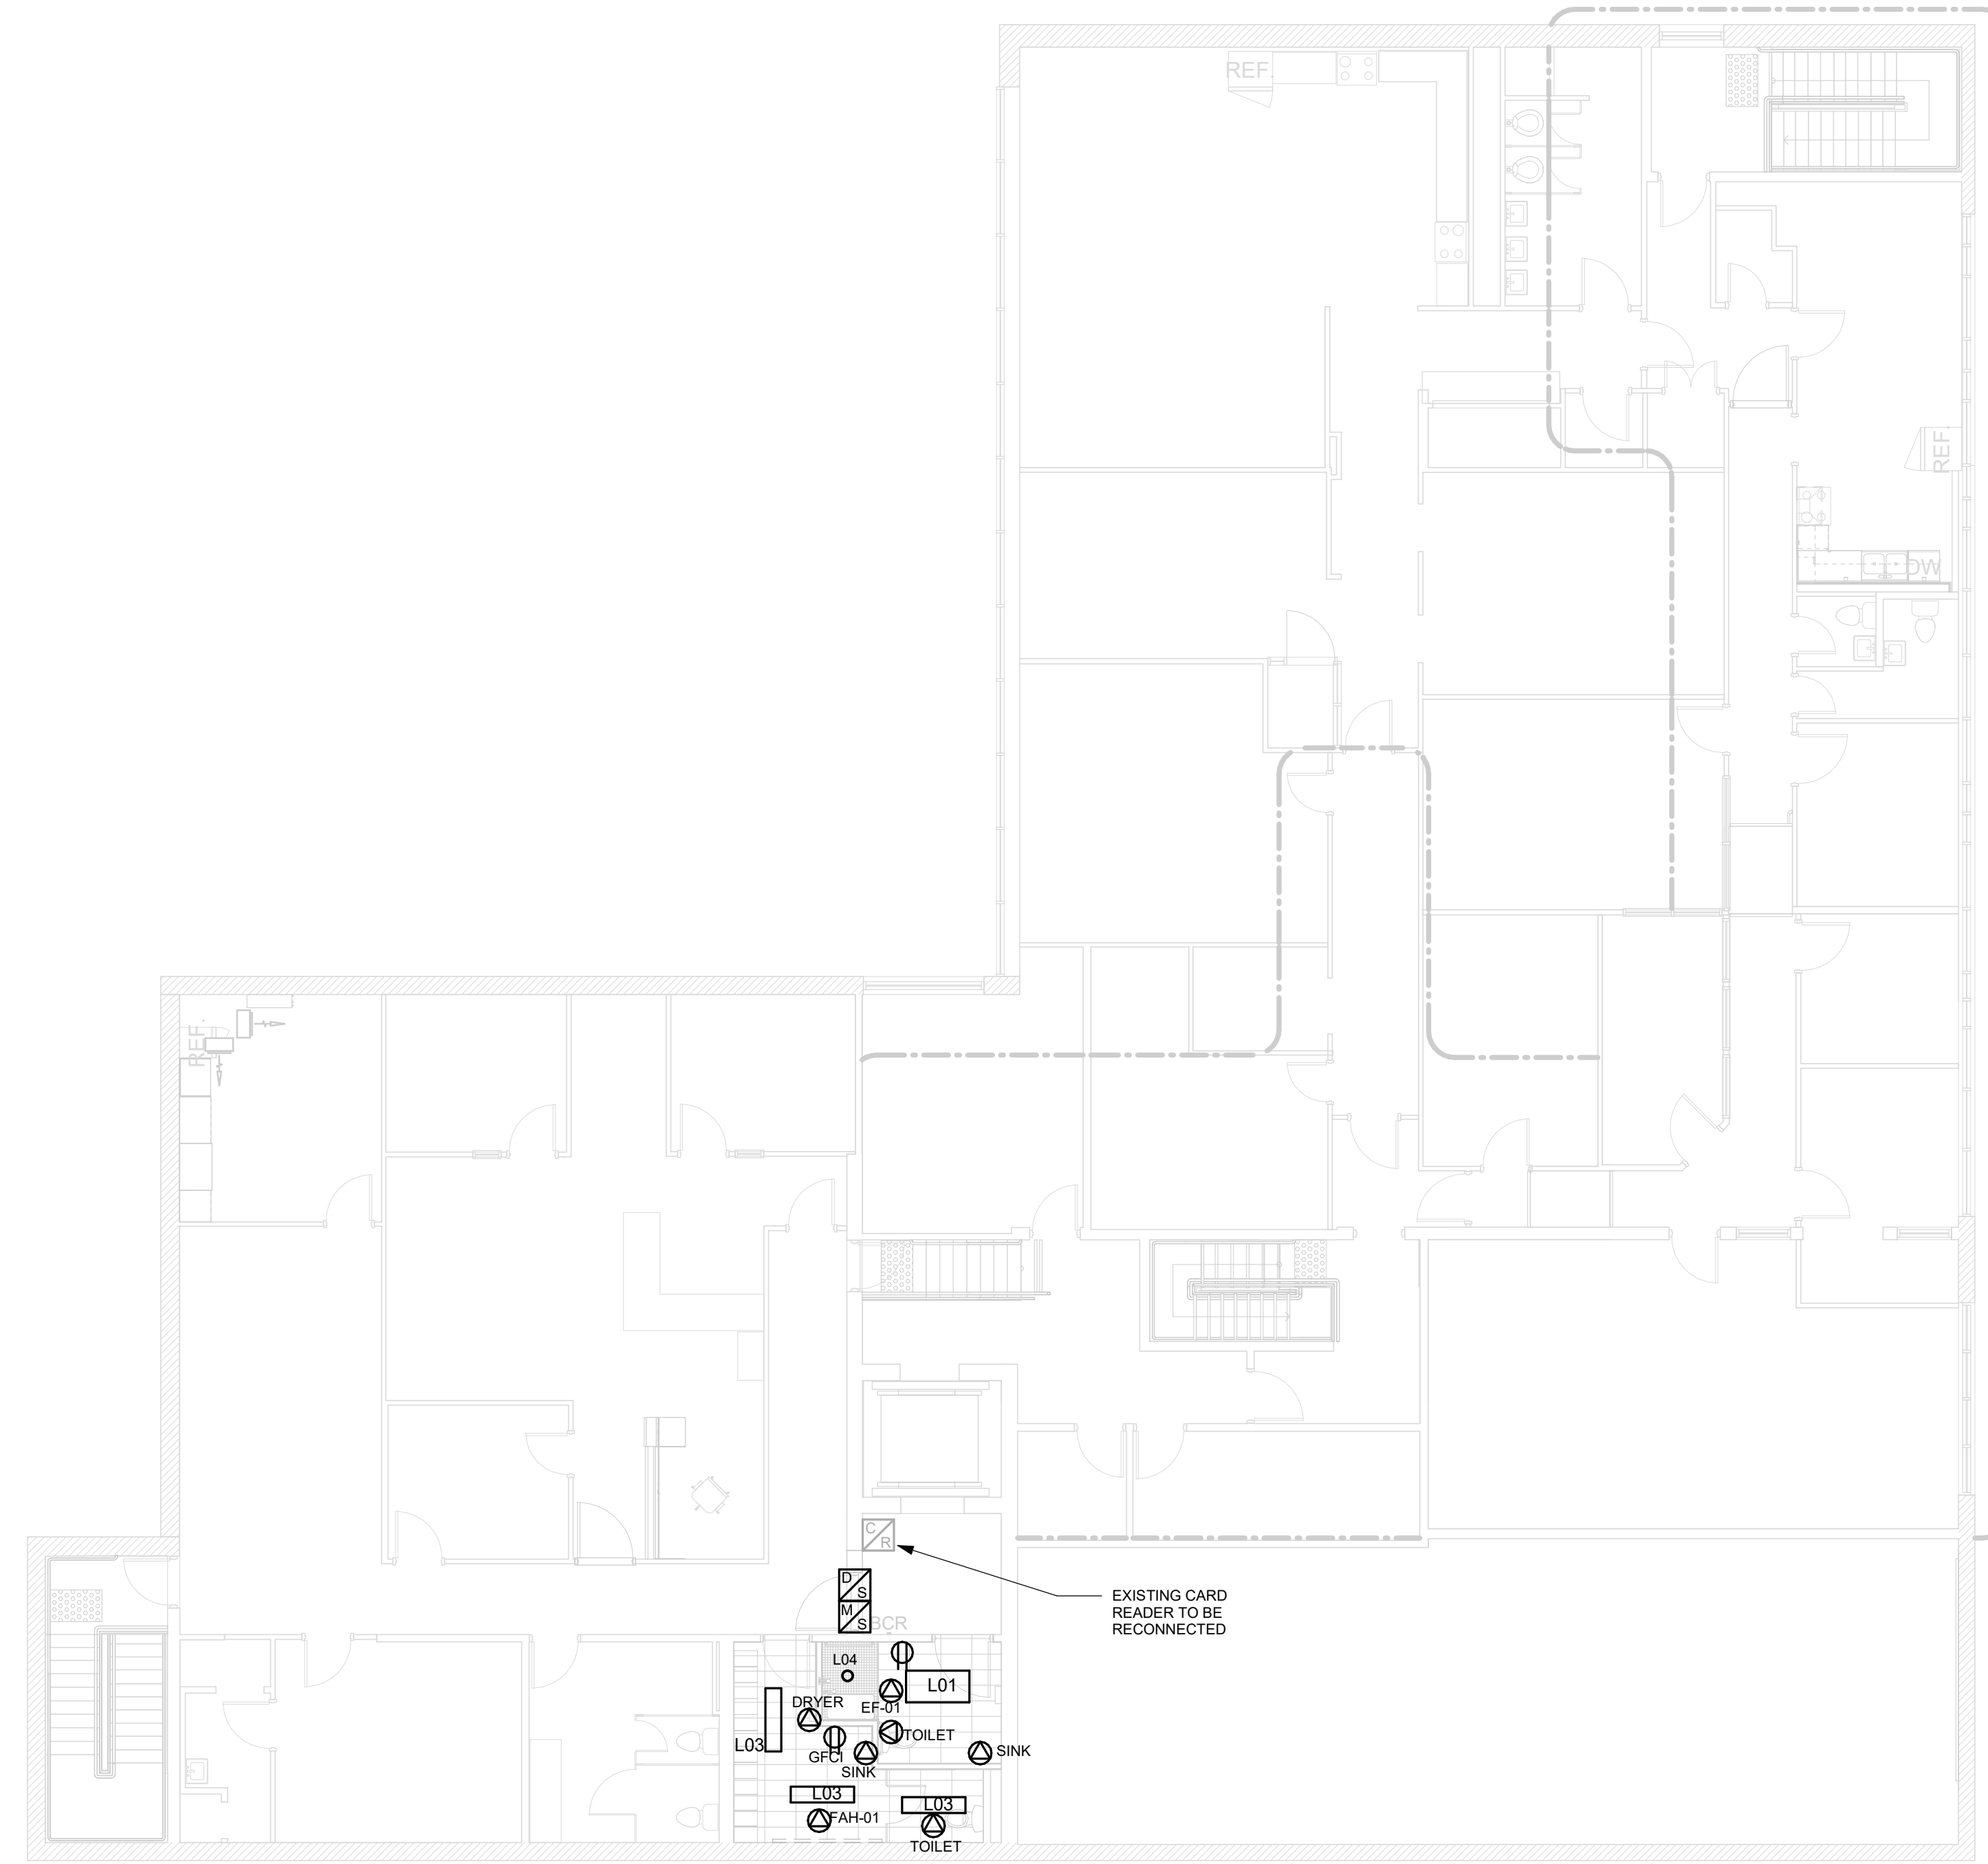 REF.
REF.
DW
REF.
C
R
D
S
M
S
BCR
EXISTING CARD
READER TO BE
RECONNECTED
L04
L01
DRYER
EF-01
TOILET
L03
GFCI
SINK
SINK
L03
L03
FAH-01
TOILET